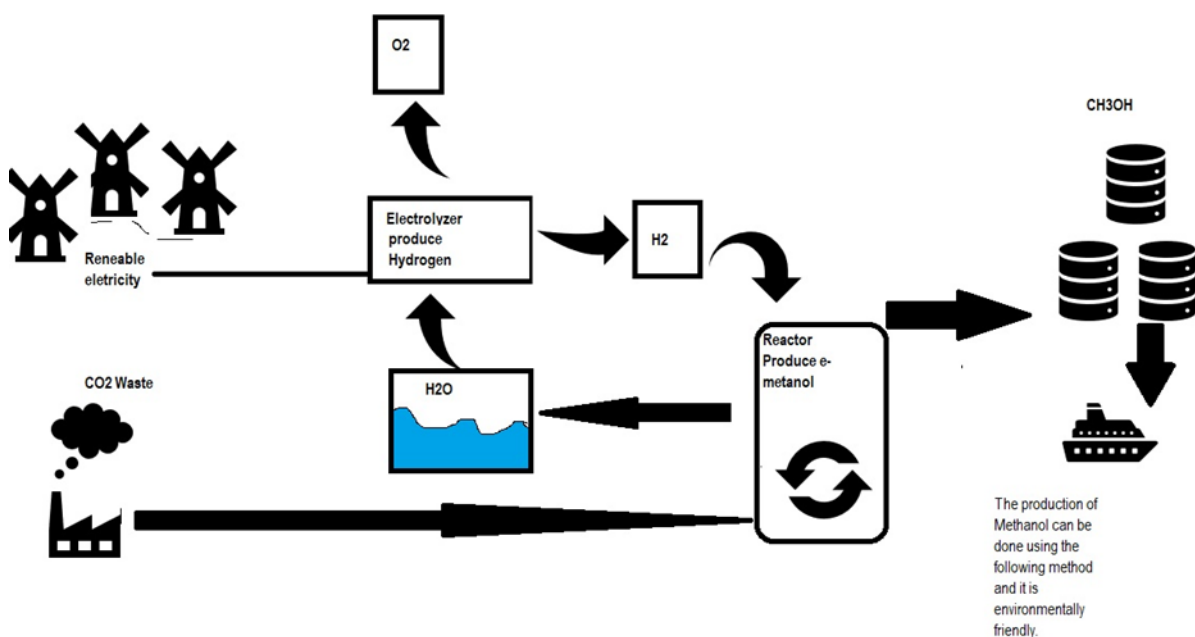 O2
CH3OH
Electrolyzer
produce
Hydrogen
H2
Reneable
eletricity
Reactor
Produce e-
metanol
CO2 Waste
H2O
The production of
Methanol can be
done using the
following method
and it is
environmentally
friendly.